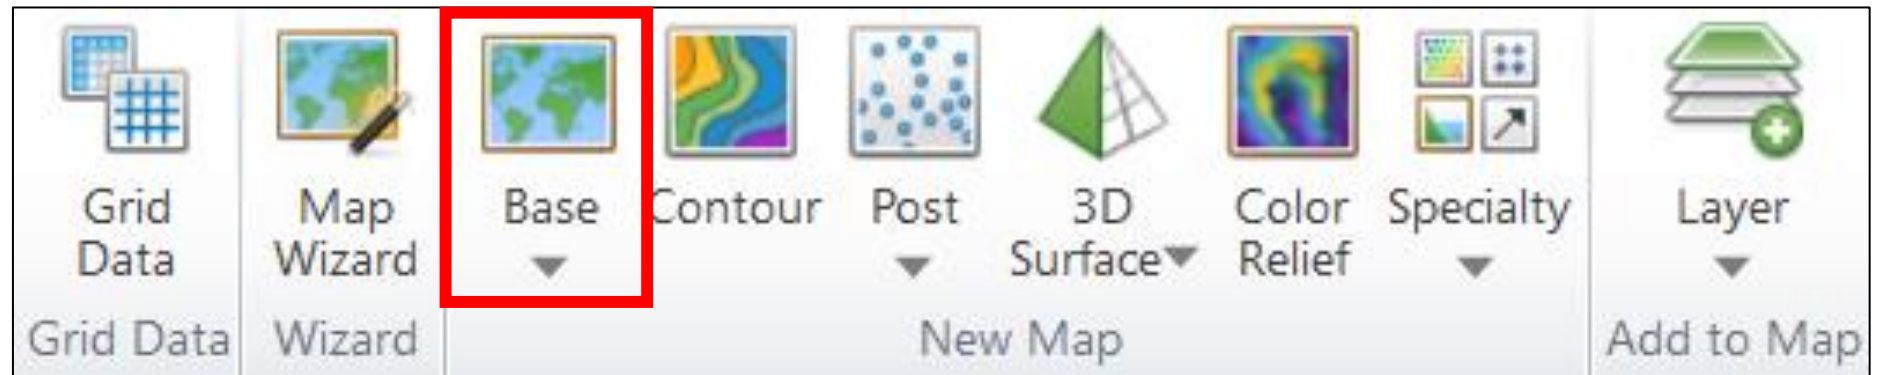 Grid
Data
Map
Wizard
Base
Contour
Post
3D
Surface
Color
Relief
Specialty
Layer
Grid Data
Wizard
New Map
Add to Map